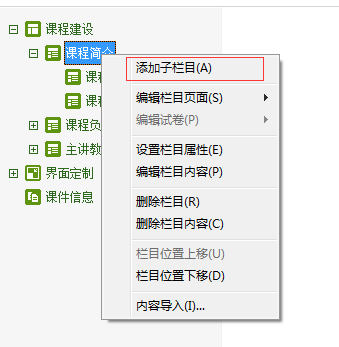 课程建设
课程简介
添加子栏目(A)
课程
编辑栏目页面(S)
课程
编辑试卷(P)
课程负
主讲教
设置栏目属性(E)
界面定制
编辑栏目内容(P)
课件信息
删除栏目(R)
删除栏目内容(C)
栏目位置上移(U)
栏目位置下移(D)
内容导入(I)...